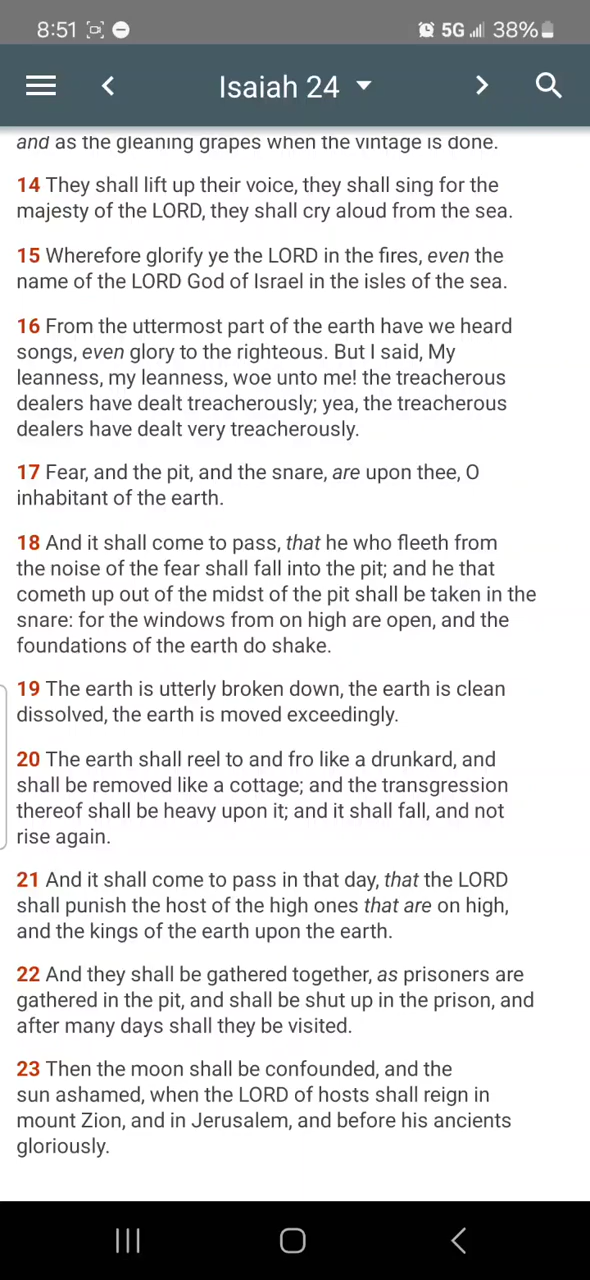 8:51 5G 38%
Isaiah 24
and as the gleaning grapes when the vintage is done.
14 They shall lift up their voice, they shall sing for the
majesty of the LORD, they shall cry aloud from the sea.
15 Wherefore glorify ye the LORD in the fires, even the
name of the LORD God of Israel in the isles of the sea.
16 From the uttermost part of the earth have we heard
songs, even glory to the righteous. But I said, My
leanness, my leanness, woe unto me! the treacherous
dealers have dealt treacherously; yea, the treacherous
dealers have dealt very treacherously.
17 Fear, and the pit, and the snare, are upon thee, O
inhabitant of the earth.
18 And it shall come to pass, that he who fleeth from
the noise of the fear shall fall into the pit; and he that
cometh up out of the midst of the pit shall be taken in the
snare: for the windows from on high are open, and the
foundations of the earth do shake.
19 The earth is utterly broken down, the earth is clean
dissolved, the earth is moved exceedingly.
20 The earth shall reel to and fro like a drunkard, and
shall be removed like a cottage; and the transgression
thereof shall be heavy upon it; and it shall fall, and not
rise again.
21 And it shall come to pass in that day, that the LORD
shall punish the host of the high ones that are on high,
and the kings of the earth upon the earth.
22 And they shall be gathered together, as prisoners are
gathered in the pit, and shall be shut up in the prison, and
after many days shall they be visited.
23 Then the moon shall be confounded, and the
sun ashamed, when the LORD of hosts shall reign in
mount Zion, and in Jerusalem, and before his ancients
gloriously.